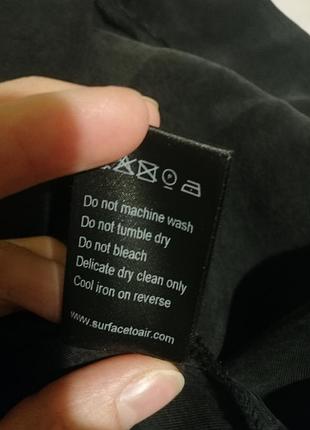 Do not machine wash
Do not tumble dry
Do not bleach
Delicate dry clean only
Cool iron on reverse
www.surfacetoair.com